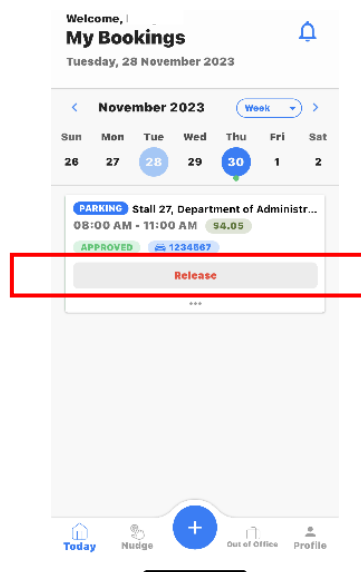 Welcome,
My Bookings
Tuesday, 28 November 2023
< November 2023 Week >
Sun Mon Tue Wed Thu Fri Sat
26 27 28 29 30 1 2
PARKING Stall 27, Department of Administr...
08:00 AM - 11:00 AM $4.05
APPROVED 1234567
Release
...
+
Today Nudge Out of Office Profile